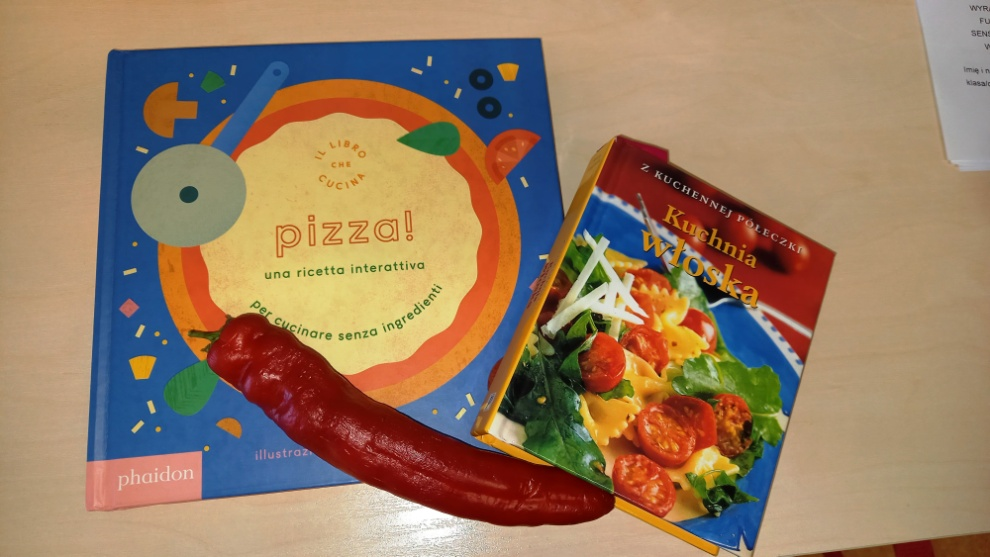 IL LIBRO
CHE
CUCINA
pizza!
una ricetta interattiva
per cucinare senza ingredienti
phaidon
Z KUCHENNEJ PÓŁECZKI
Kuchnia
włoska